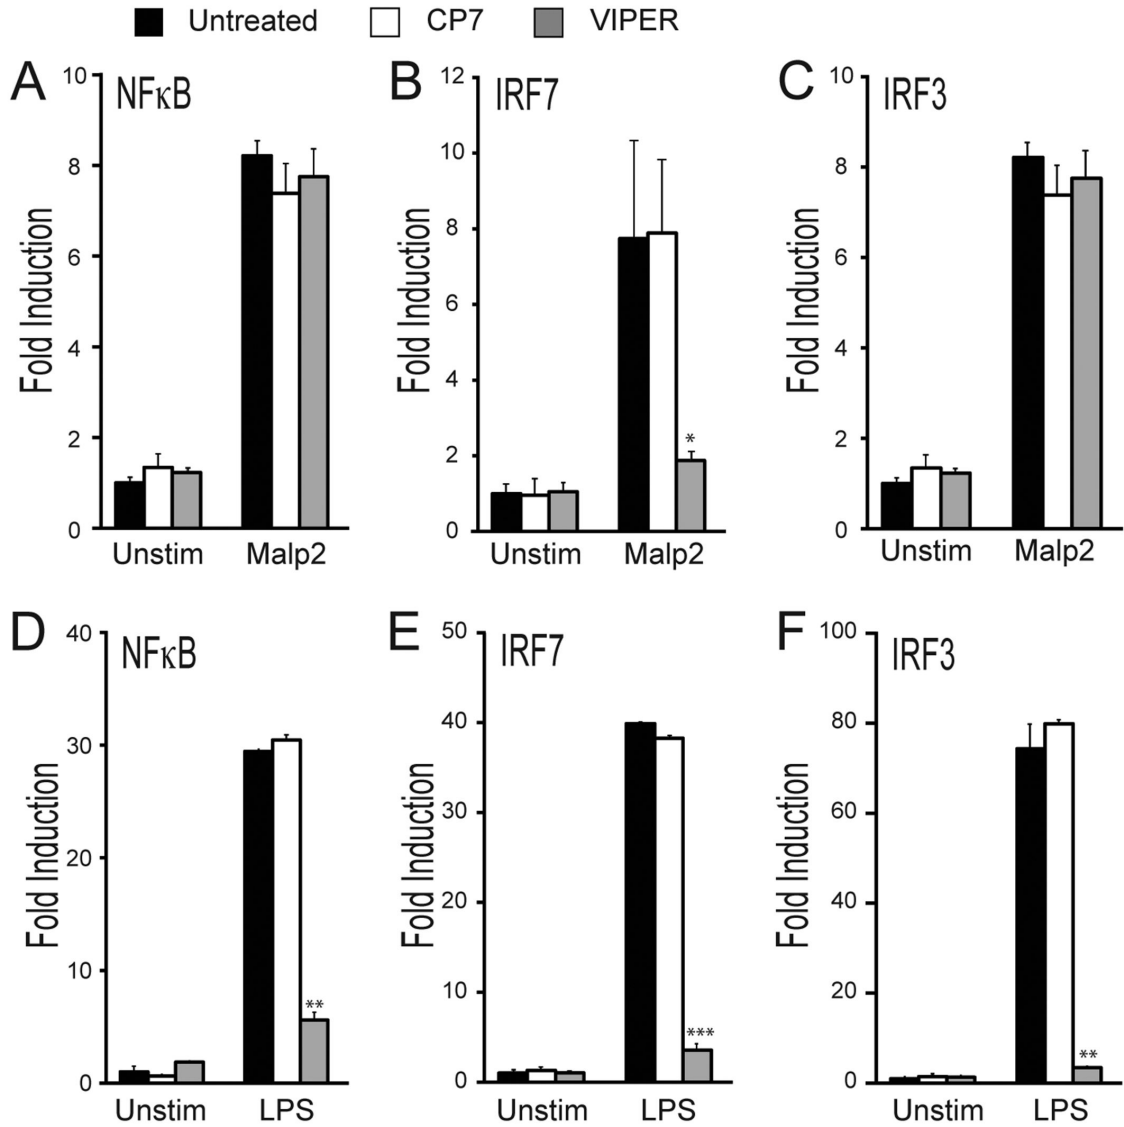 Untreated CP7 VIPER
A NFκB
10
8
6
4
2
0
Fold Induction
Unstim Malp2
B IRF7
12
10
8
6
4
2
0
Fold Induction
*
Unstim Malp2
C IRF3
10
8
6
4
2
0
Fold Induction
Unstim Malp2
D NFκB
40
30
20
10
0
Fold Induction
**
Unstim LPS
E IRF7
50
40
30
20
10
0
Fold Induction
***
Unstim LPS
F IRF3
100
80
60
40
20
0
Fold Induction
**
Unstim LPS